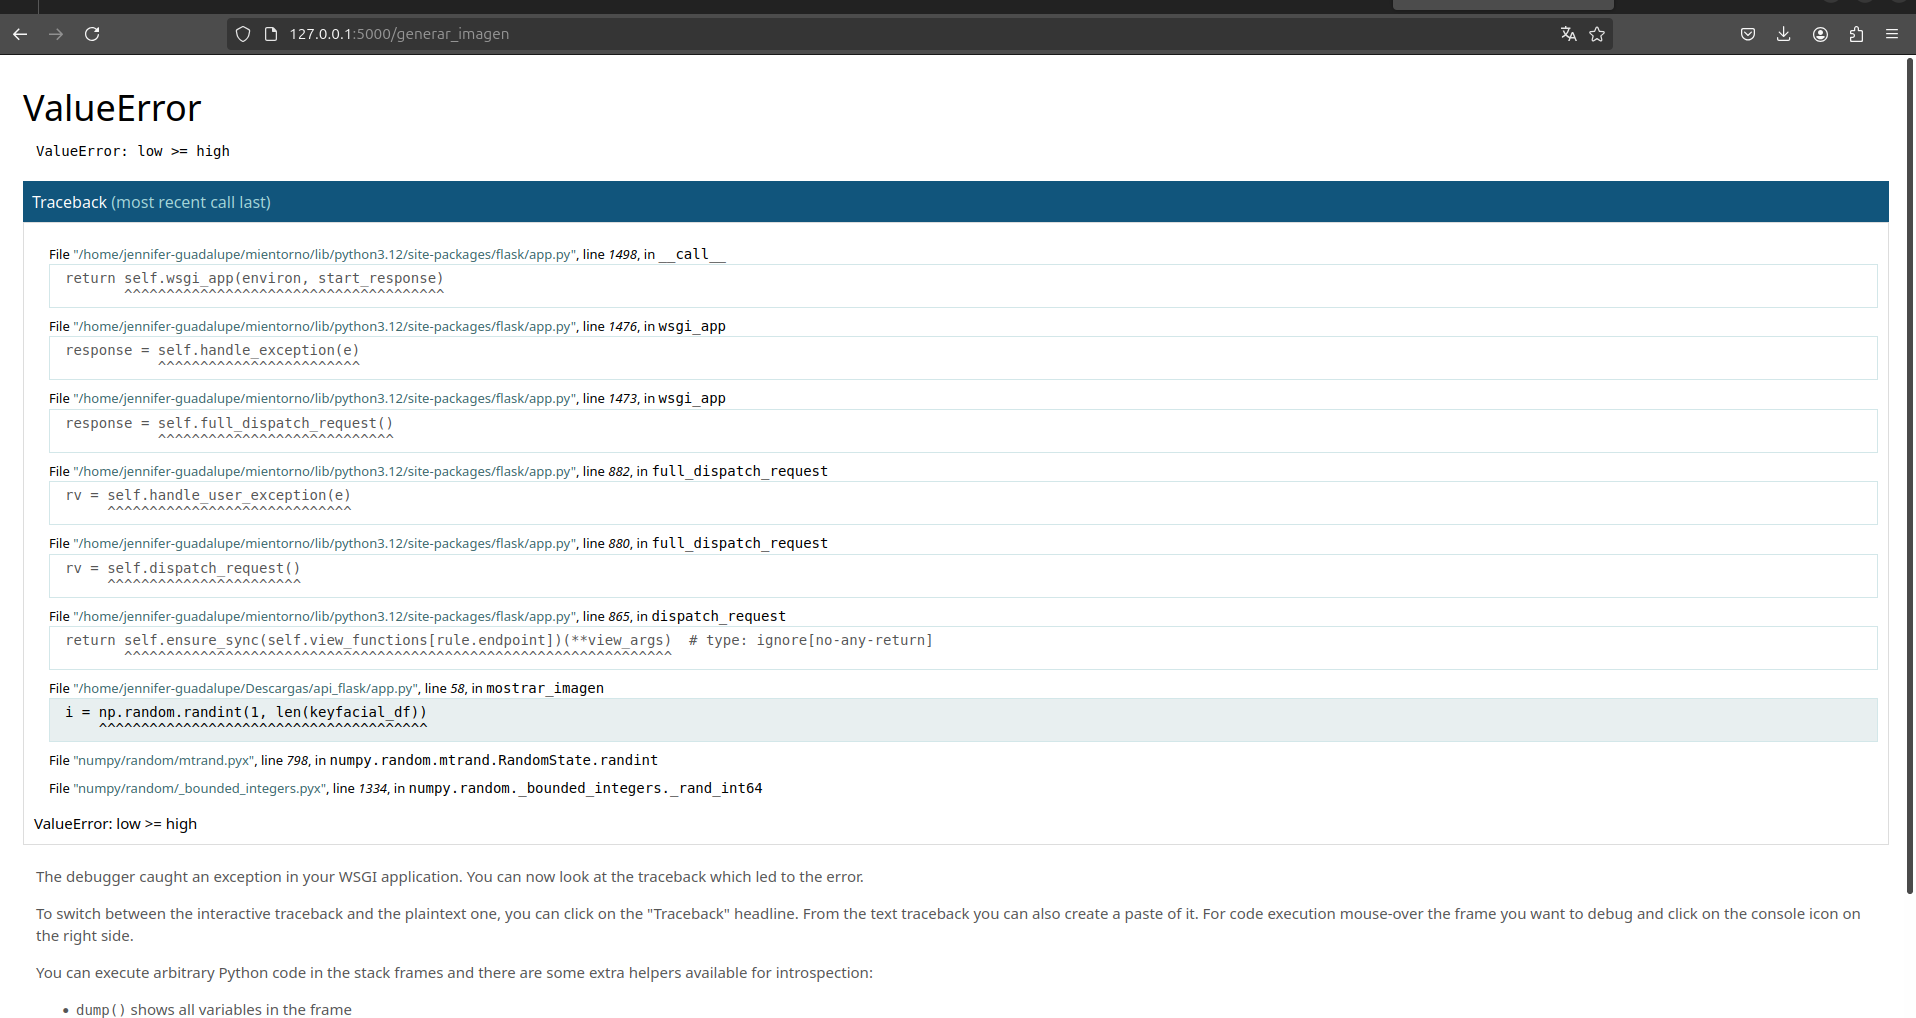 127.0.0.1:5000/generar_imagen
ValueError
ValueError: low >= high
Traceback (most recent call last)
File "/home/jennifer-guadalupe/mientorno/lib/python3.12/site-packages/flask/app.py", line 1498, in __call__
return self.wsgi_app(environ, start_response)
^^^^^^^^^^^^^^^^^^^^^^^^^^^^^^^^^^^^^^
File "/home/jennifer-guadalupe/mientorno/lib/python3.12/site-packages/flask/app.py", line 1476, in wsgi_app
response = self.handle_exception(e)
^^^^^^^^^^^^^^^^^^^^^^^^
File "/home/jennifer-guadalupe/mientorno/lib/python3.12/site-packages/flask/app.py", line 1473, in wsgi_app
response = self.full_dispatch_request()
^^^^^^^^^^^^^^^^^^^^^^^^^^^^
File "/home/jennifer-guadalupe/mientorno/lib/python3.12/site-packages/flask/app.py", line 882, in full_dispatch_request
rv = self.handle_user_exception(e)
^^^^^^^^^^^^^^^^^^^^^^^^^^^^^
File "/home/jennifer-guadalupe/mientorno/lib/python3.12/site-packages/flask/app.py", line 880, in full_dispatch_request
rv = self.dispatch_request()
^^^^^^^^^^^^^^^^^^^^^^^
File "/home/jennifer-guadalupe/mientorno/lib/python3.12/site-packages/flask/app.py", line 865, in dispatch_request
return self.ensure_sync(self.view_functions[rule.endpoint])(**view_args)  # type: ignore[no-any-return]
^^^^^^^^^^^^^^^^^^^^^^^^^^^^^^^^^^^^^^^^^^^^^^^^^^^^^^^^^^^^^^^^^
File "/home/jennifer-guadalupe/Descargas/api_flask/app.py", line 58, in mostrar_imagen
i = np.random.randint(1, len(keyfacial_df))
^^^^^^^^^^^^^^^^^^^^^^^^^^^^^^^^^^^^^^^
File "numpy/random/mtrand.pyx", line 798, in numpy.random.mtrand.RandomState.randint
File "numpy/random/_bounded_integers.pyx", line 1334, in numpy.random._bounded_integers._rand_int64
ValueError: low >= high
The debugger caught an exception in your WSGI application. You can now look at the traceback which led to the error.
To switch between the interactive traceback and the plaintext one, you can click on the "Traceback" headline. From the text traceback you can also create a paste of it. For code execution mouse-over the frame you want to debug and click on the console icon on
the right side.
You can execute arbitrary Python code in the stack frames and there are some extra helpers available for introspection:
• dump() shows all variables in the frame